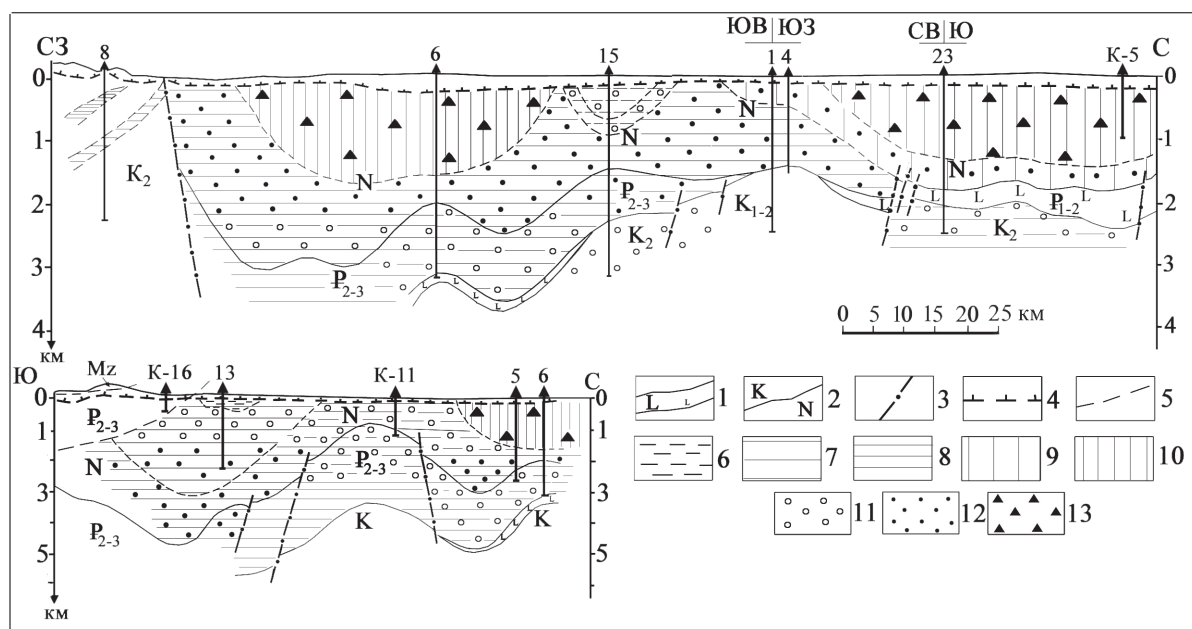 СЗ 8 6 15 ЮВ ЮЗ 14 4 СВ Ю 23 К-5 С
0 0
1 1
2 2
3 3
4 4
км
N N N N
K₂ P₂₋₃ P₂₋₃ K₂ K₁₋₂ P₁₋₂ K₂
L L L L L L L L L L L L L
0 5 10 15 20 25 км
Ю Mz К-16 13 К-11 5 6 С
0 0
1 1
2
3 3
5 5
км
P₂₋₃ N P₂₋₃ N P₂₋₃ K K
L L L L
L L 1
K N 2
3
4
5
6
7
8
9
10
11
12
13